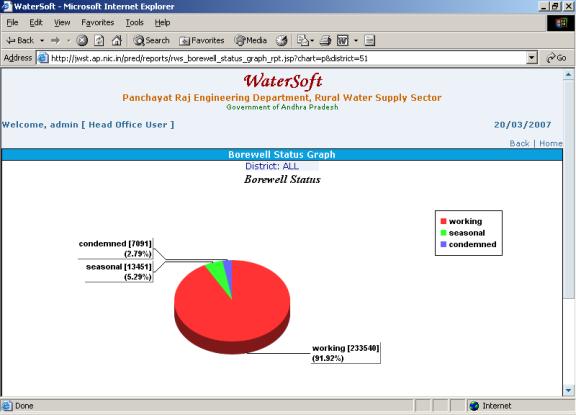 WaterSoft - Microsoft Internet Explorer
File Edit View Favorites Tools Help
Back Search Favorites Media
Address http://jwst.ap.nic.in/pred/reports/rws_borewell_status_graph_rpt.jsp?chart=p&district=51 Go
WaterSoft
Panchayat Raj Engineering Department, Rural Water Supply Sector
Government of Andhra Pradesh
Welcome, admin [ Head Office User ] 20/03/2007
Back | Home
Borewell Status Graph
District: ALL
Borewell Status
working
seasonal
condemned
condemned [7091]
(2.79%)
seasonal [13451]
(5.29%)
working [233540]
(91.92%)
Done Internet